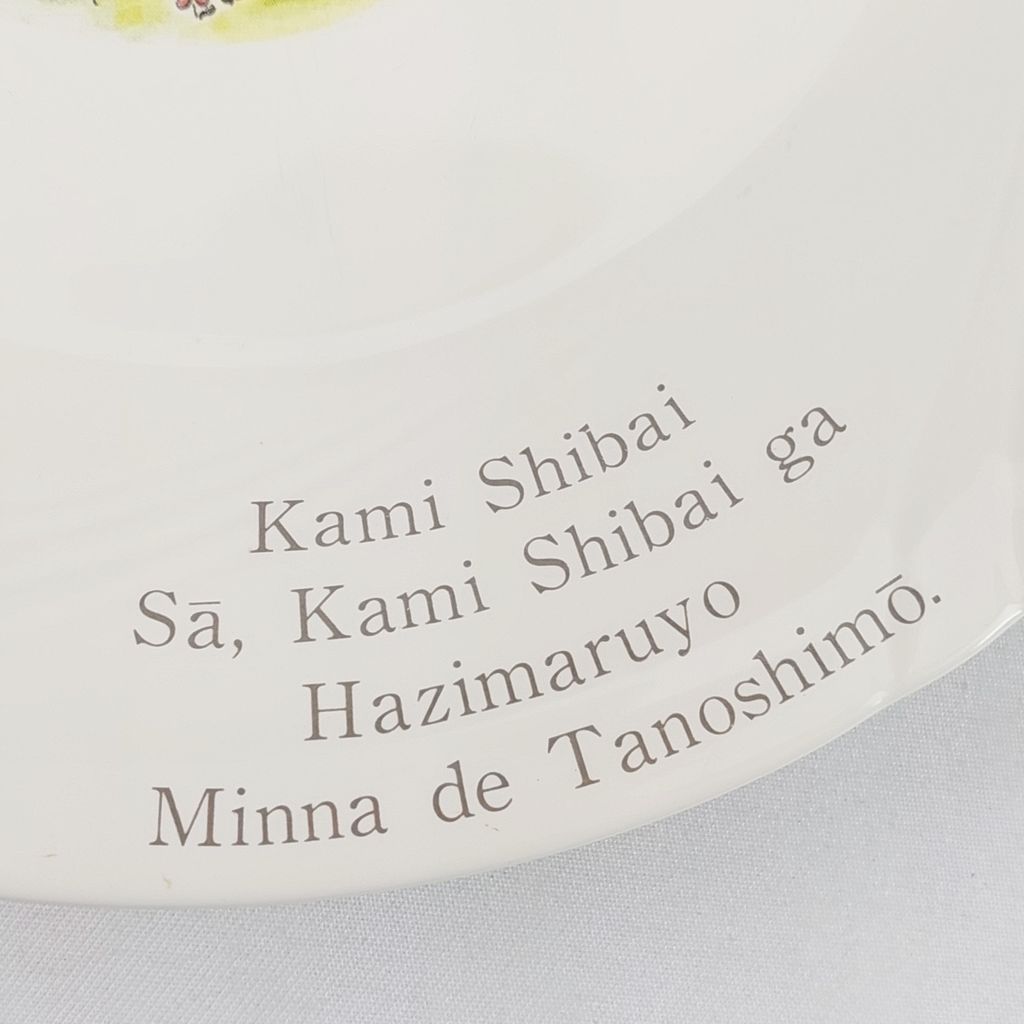 Kami Shibai
Sā, Kami Shibai ga
Hazimaruyo
Minna de Tanoshimō.